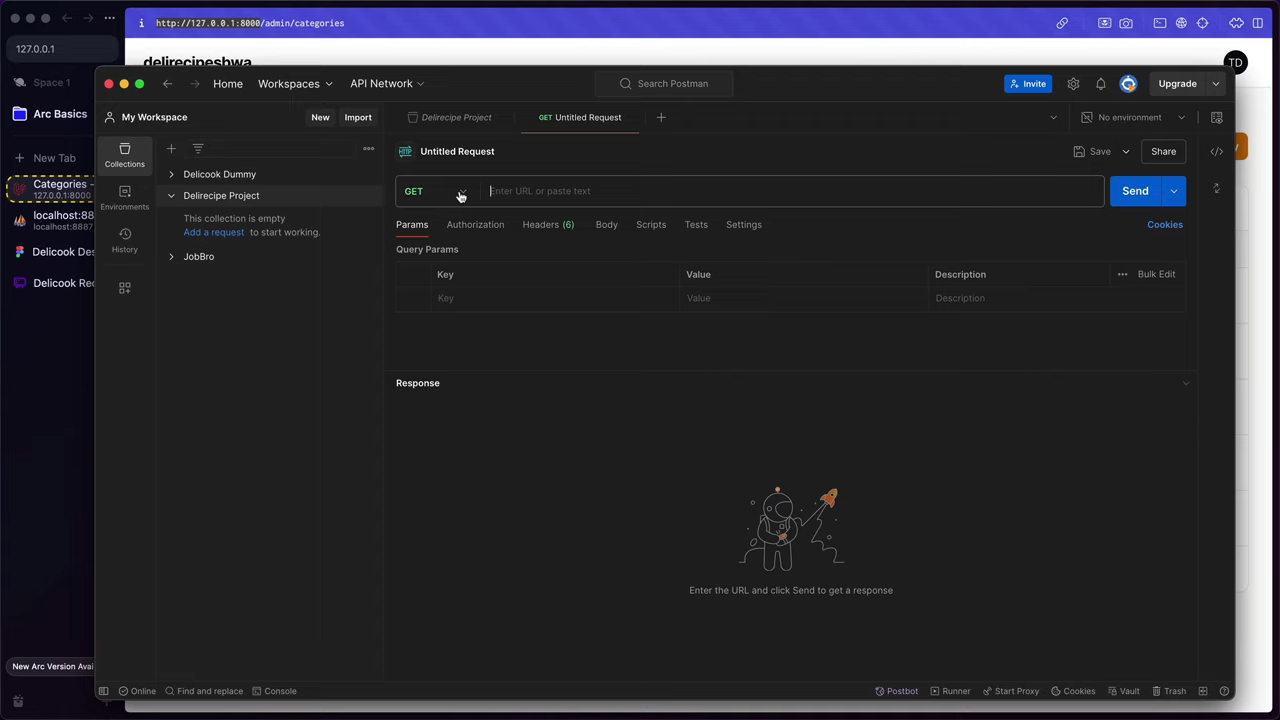 http://127.0.0.1:8000/admin/categories
127.0.0.1
Space 1
Arc Basics
New Tab
Categories –
127.0.0.1:8000
localhost:888
localhost:8887
Delicook Des
Delicook Rec
New Arc Version Avai
delirecipeshwa
TD
Home
Workspaces
API Network
Search Postman
Invite
Upgrade
My Workspace
New
Import
Delirecipe Project
GET Untitled Request
No environment
Collections
Environments
History
Delicook Dummy
Delirecipe Project
This collection is empty
Add a request to start working.
JobBro
HTTP Untitled Request
Save
Share
GET
Enter URL or paste text
Send
Params
Authorization
Headers (6)
Body
Scripts
Tests
Settings
Cookies
Query Params
Key
Value
Description
Bulk Edit
Key
Value
Description
Response
Enter the URL and click Send to get a response
Online
Find and replace
Console
Postbot
Runner
Start Proxy
Cookies
Vault
Trash